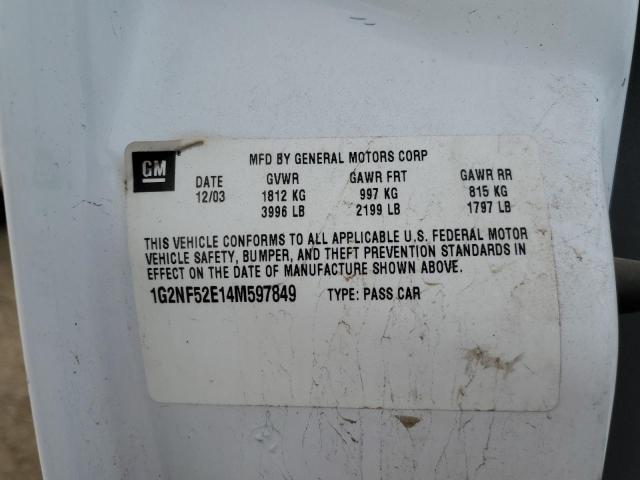 GM
MFD BY GENERAL MOTORS CORP
DATE GVWR GAWR FRT GAWR RR
12/03 1812 KG 997 KG 815 KG
3996 LB 2199 LB 1797 LB
THIS VEHICLE CONFORMS TO ALL APPLICABLE U.S. FEDERAL MOTOR
VEHICLE SAFETY, BUMPER, AND THEFT PREVENTION STANDARDS IN
EFFECT ON THE DATE OF MANUFACTURE SHOWN ABOVE.
1G2NF52E14M597849 TYPE: PASS CAR